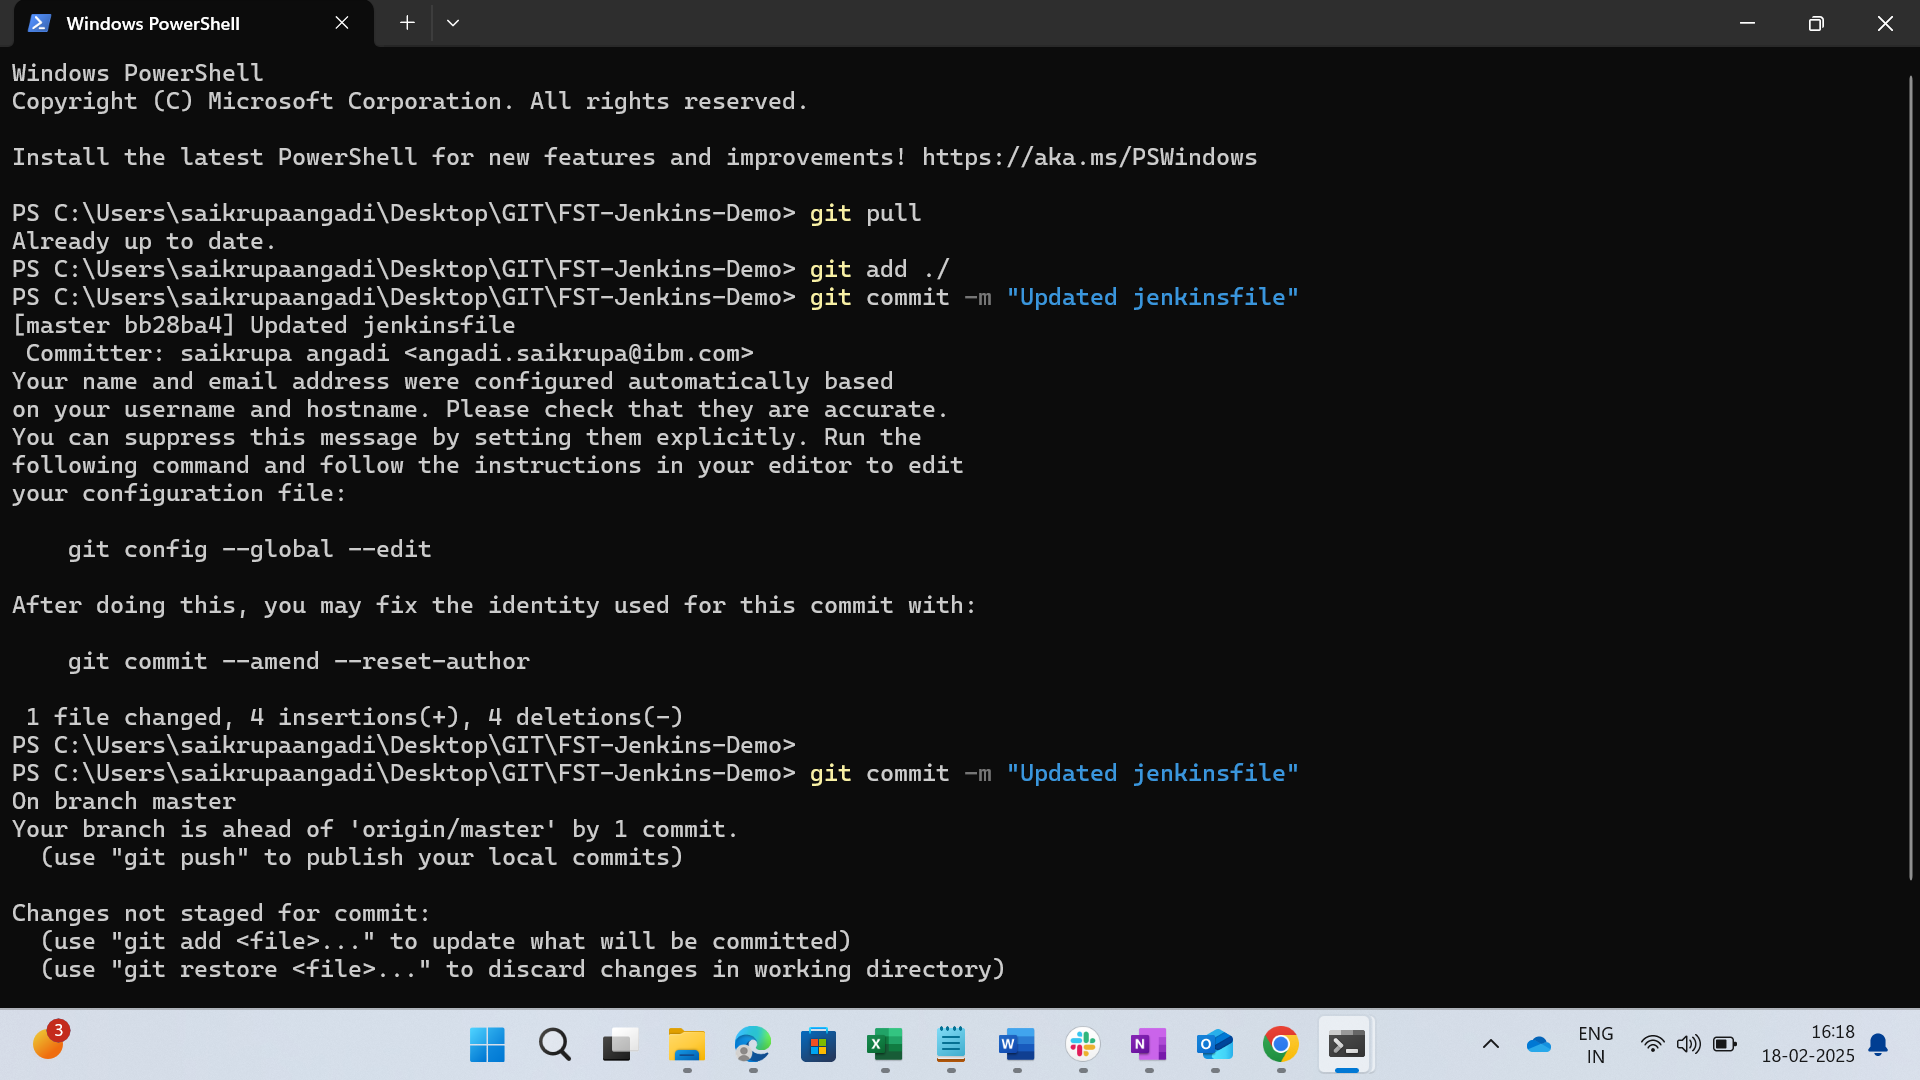 Windows PowerShell
Windows PowerShell
Copyright (C) Microsoft Corporation. All rights reserved.
Install the latest PowerShell for new features and improvements! https://aka.ms/PSWindows
PS C:\Users\saikrupaangadi\Desktop\GIT\FST-Jenkins-Demo> git pull
Already up to date.
PS C:\Users\saikrupaangadi\Desktop\GIT\FST-Jenkins-Demo> git add ./
PS C:\Users\saikrupaangadi\Desktop\GIT\FST-Jenkins-Demo> git commit -m "Updated jenkinsfile"
[master bb28ba4] Updated jenkinsfile
 Committer: saikrupa angadi <angadi.saikrupa@ibm.com>
Your name and email address were configured automatically based
on your username and hostname. Please check that they are accurate.
You can suppress this message by setting them explicitly. Run the
following command and follow the instructions in your editor to edit
your configuration file:
    git config --global --edit
After doing this, you may fix the identity used for this commit with:
    git commit --amend --reset-author
 1 file changed, 4 insertions(+), 4 deletions(-)
PS C:\Users\saikrupaangadi\Desktop\GIT\FST-Jenkins-Demo>
PS C:\Users\saikrupaangadi\Desktop\GIT\FST-Jenkins-Demo> git commit -m "Updated jenkinsfile"
On branch master
Your branch is ahead of 'origin/master' by 1 commit.
  (use "git push" to publish your local commits)
Changes not staged for commit:
  (use "git add <file>..." to update what will be committed)
  (use "git restore <file>..." to discard changes in working directory)
3
X
W
N
O
ENG
IN
16:18
18-02-2025